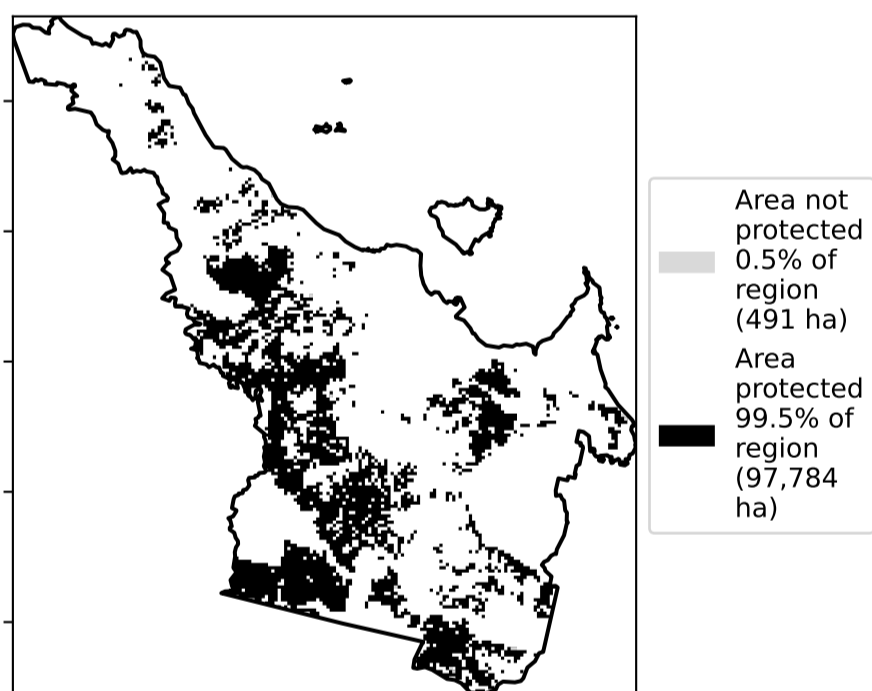 Area not
protected
0.5% of
region
(491 ha)
Area
protected
99.5% of
region
(97,784
ha)